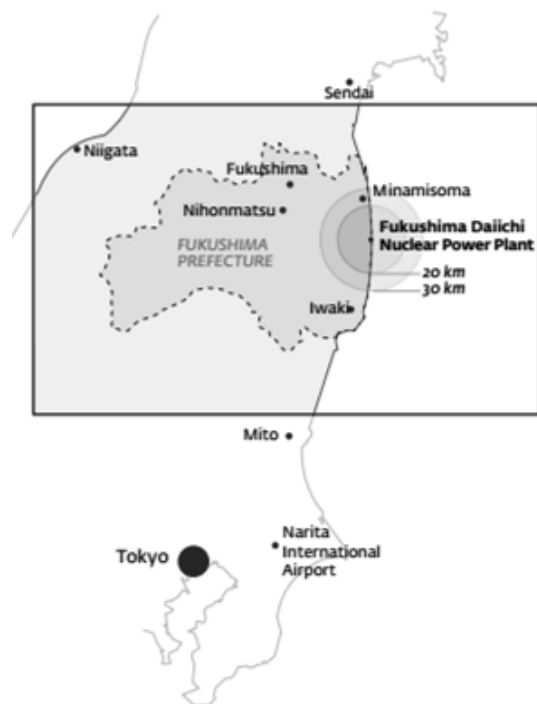 Sendai
Niigata
Fukushima
Minamisoma
Nihonmatsu
Fukushima Daiichi
Nuclear Power Plant
FUKUSHIMA
PREFECTURE
20 km
30 km
Iwaki
Mito
Narita
International
Airport
Tokyo